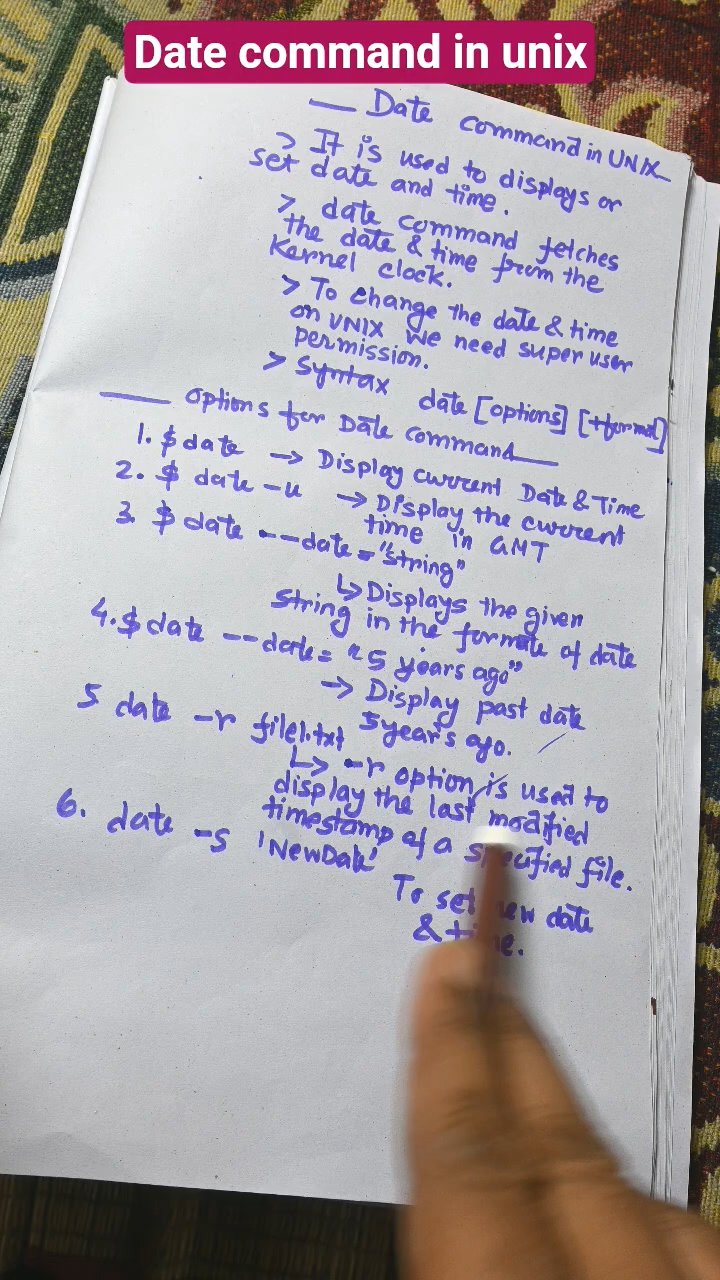 Date command in unix
— Date command in UNIX
> It is used to displays or
set date and time.
> date command fetches
the date & time from the
Kernel clock.
> To change the date & time
on UNIX we need super user
permission.
> Syntax date [options] [+format]
— options for Date command —
1. $ date → Display current Date & Time
2. $ date -u → Display the current
time in GMT
3. $ date --date="string"
↳ Displays the given
string in the formate of date
4. $ date --date= "5 years ago"
→ Display past date
5 years ago.
5 date -r file1.txt
↳ -r option is used to
display the last modified
timestamp of a specified file.
6. date -s 'NewDate'
To set new date
& time.